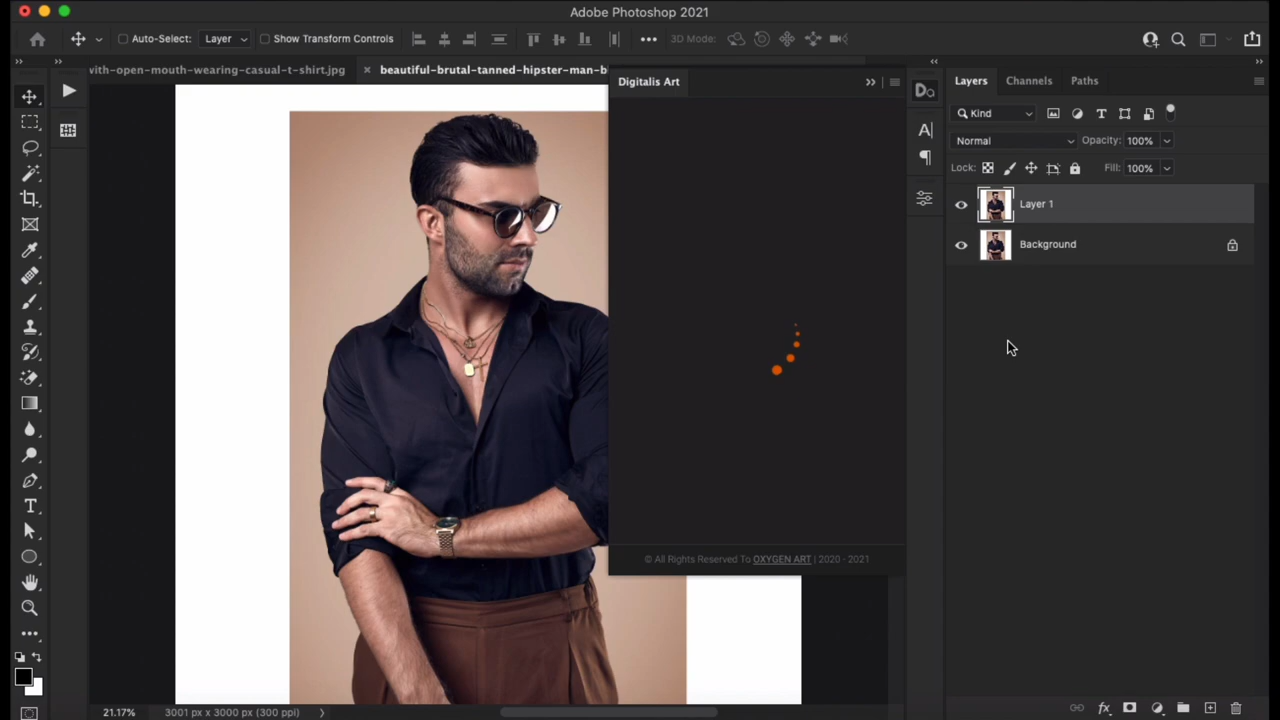 Adobe Photoshop 2021
Auto-Select: Layer Show Transform Controls 3D Mode:
vith-open-mouth-wearing-casual-t-shirt.jpg × beautiful-brutal-tanned-hipster-man-b
Digitalis Art
Da
Layers Channels Paths
Kind
Normal Opacity: 100%
Lock: Fill: 100%
Layer 1
Background
© All Rights Reserved To OXYGEN ART | 2020 - 2021
21.17% 3001 px x 3000 px (300 ppi)